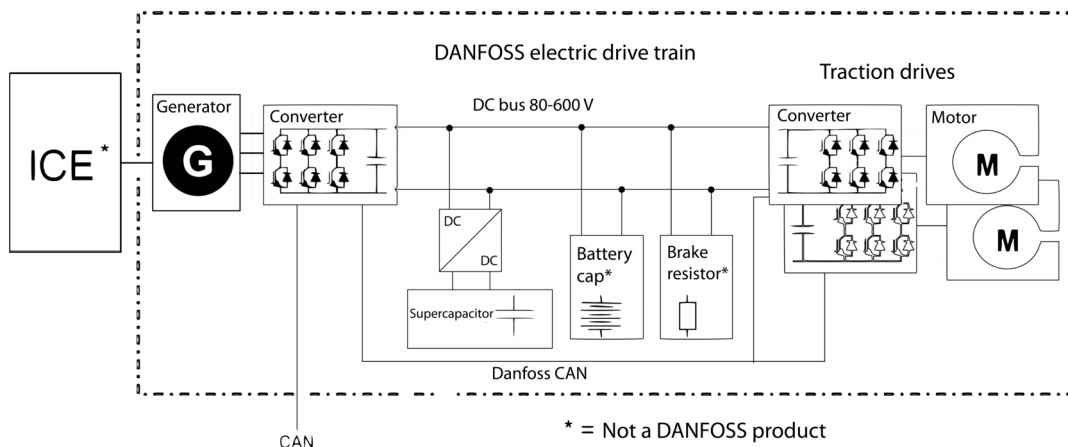 DANFOSS electric drive train
Traction drives
DC bus 80-600 V
ICE*
Generator
G
Converter
Converter
Motor
M
M
DC
DC
Supercapacitor
Battery
cap*
Brake
resistor*
Danfoss CAN
CAN
* = Not a DANFOSS product